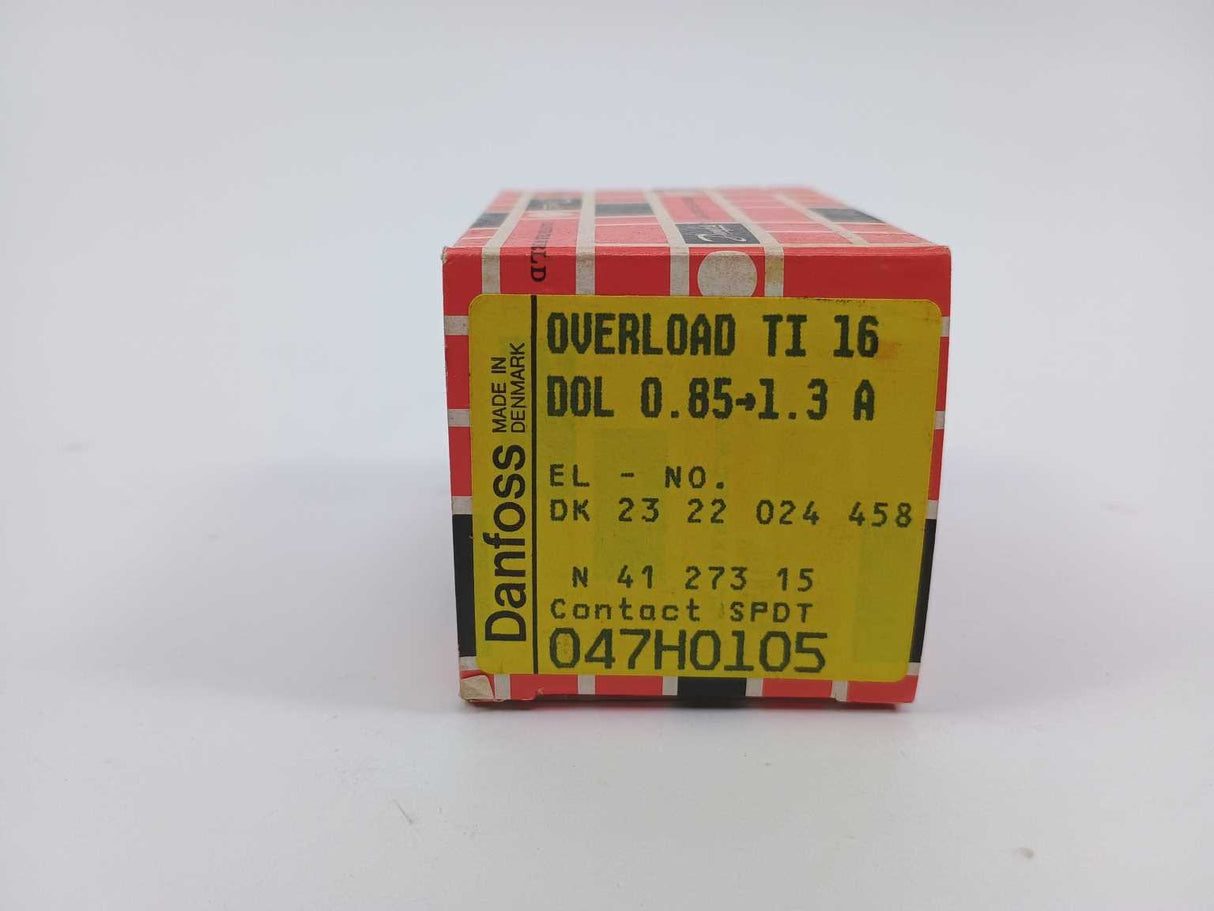 OVERLOAD TI 16
DOL 0.85→1.3 A
EL - NO.
DK 23 22 024 458
N 41 273 15
Contact SPDT
047H0105
Danfoss
MADE IN
DENMARK